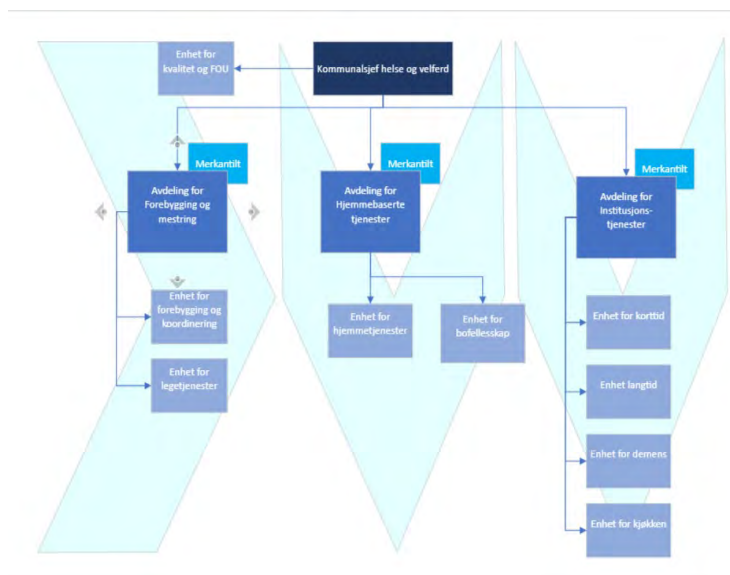 Enhet for
kvalitet og FOU
Kommunalsjef helse og velferd
Merkantilt
Avdeling for
Forebygging og
mestring
Merkantilt
Avdeling for
Hjemmebaserte
tjenester
Merkantilt
Avdeling for
Institusjons-
tjenester
Enhet for
forebygging og
koordinering
Enhet for
legetjenester
Enhet for
hjemmetjenester
Enhet for
bofellesskap
Enhet for korttid
Enhet langtid
Enhet for demens
Enhet for kjøkken